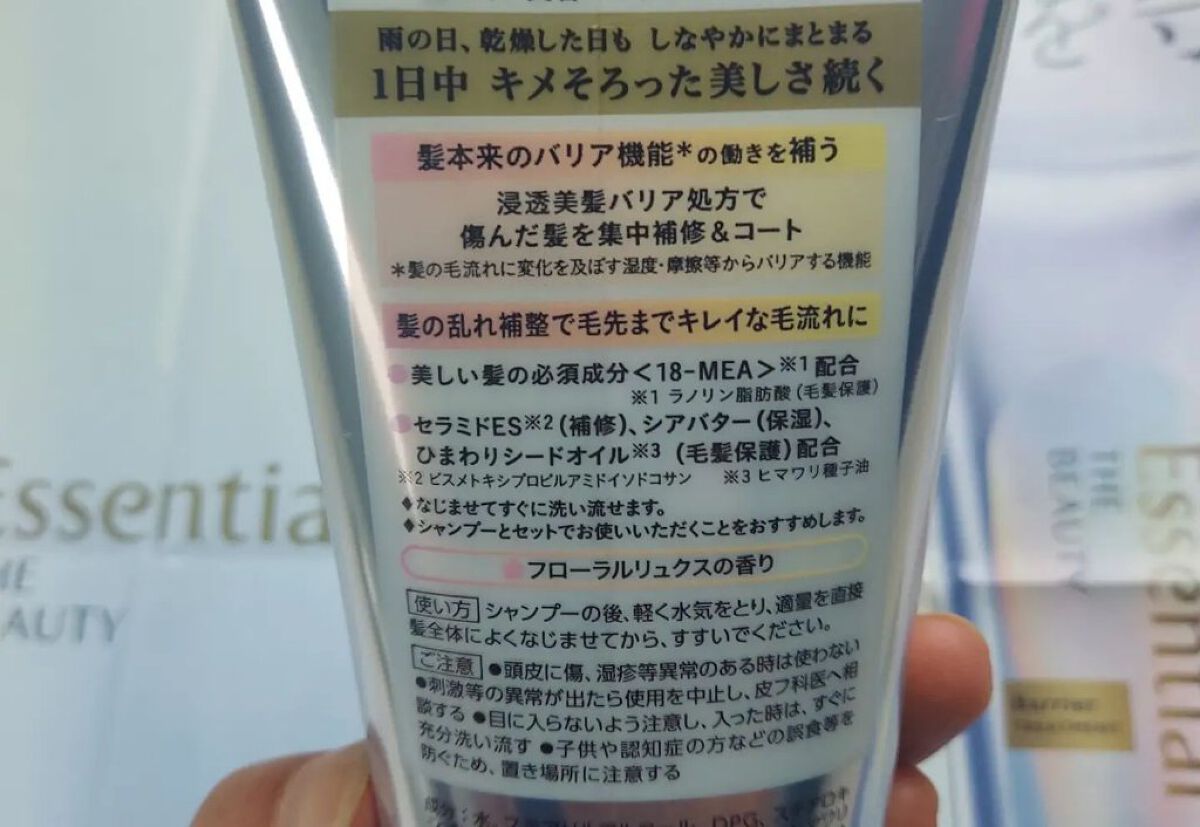 雨の日、乾燥した日も しなやかにまとまる
1日中 キメそろった美しさ続く
髪本来のバリア機能*の働きを補う
浸透美髪バリア処方で
傷んだ髪を集中補修&コート
*髪の毛流れに変化を及ぼす湿度・摩擦等からバリアする機能
髪の乱れ補整で毛先までキレイな毛流れに
美しい髪の必須成分<18-MEA>※1配合
※1 ラノリン脂肪酸(毛髪保護)
セラミドES※2(補修)、シアバター(保湿)、
ひまわりシードオイル※3 (毛髪保護)配合
※2 ビスメトキシプロピルアミドイソドコサン ※3 ヒマワリ種子油
♦なじませてすぐに洗い流せます。
♦シャンプーとセットでお使いいただくことをおすすめします。
フローラルリュクスの香り
使い方 シャンプーの後、軽く水気をとり、適量を直接
髪全体によくなじませてから、すすいでください。
ご注意 ●頭皮に傷、湿疹等異常のある時は使わない
●刺激等の異常が出たら使用を中止し、皮フ科医へ相
談する ●目に入らないよう注意し、入った時は、すぐに
充分洗い流す ●子供や認知症の方などの誤食等を
防ぐため、置き場所に注意する
成分:水、
DPG、
Essential
THE
BEAUTY
Essential
THE
BEAUTY
BARRIER
TREATMENT